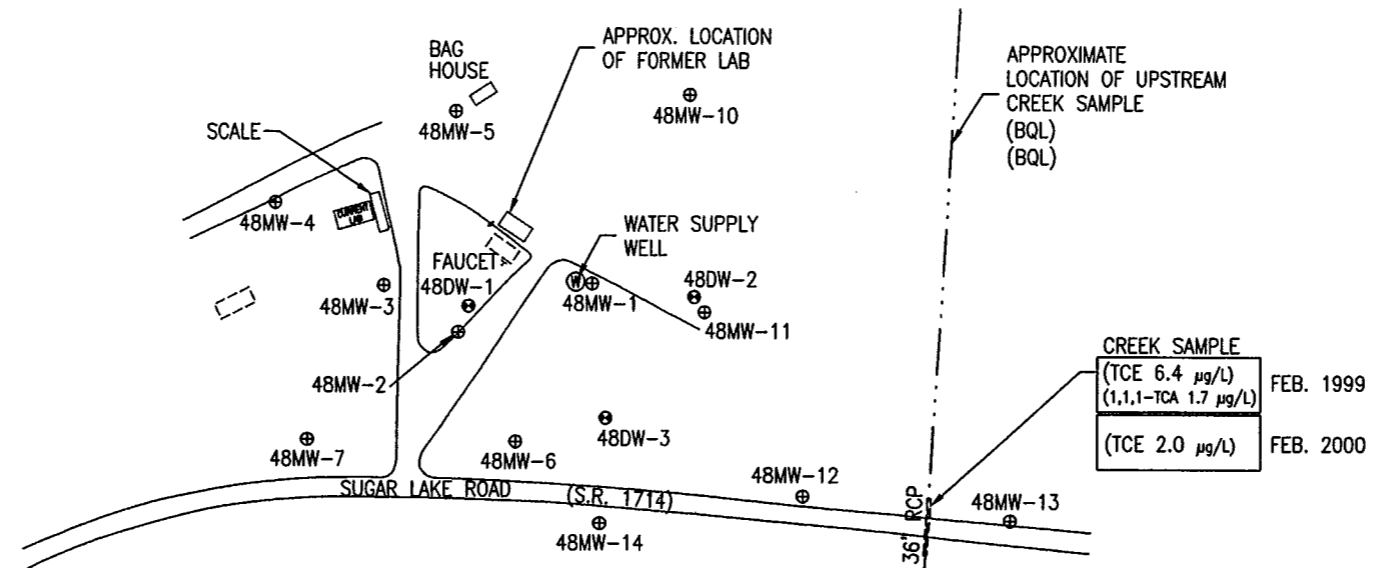 APPROX. LOCATION
OF FORMER LAB
BAG
HOUSE
APPROXIMATE
LOCATION OF UPSTREAM
CREEK SAMPLE
(BQL)
(BQL)
48MW-10
48MW-5
SCALE
CURRENT
LAB
48MW-4
WATER SUPPLY
WELL
FAUCET
48DW-1
W
48MW-1
48DW-2
48MW-3
48MW-11
48MW-2
CREEK SAMPLE
(TCE 6.4 µg/L)
(1,1,1-TCA 1.7 µg/L)
FEB. 1999
(TCE 2.0 µg/L)
FEB. 2000
48DW-3
48MW-7
48MW-6
48MW-12
SUGAR LAKE ROAD
(S.R. 1714)
48MW-13
48MW-14
36" RCP